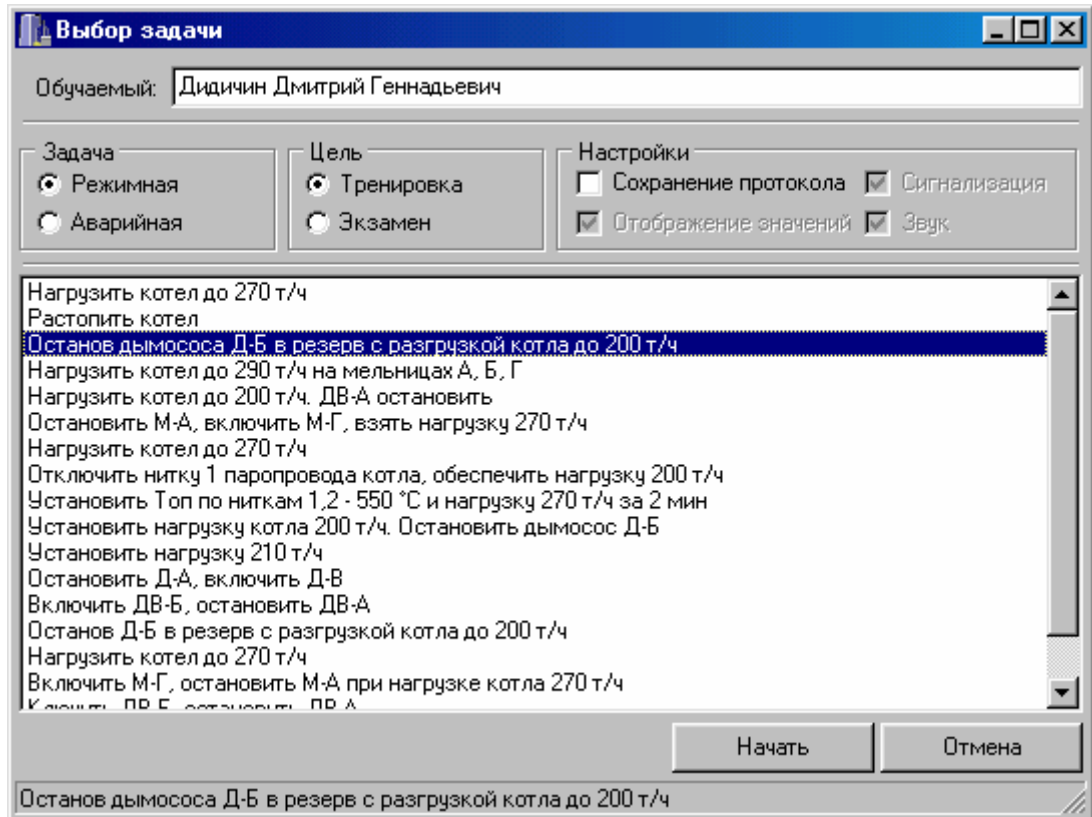 Выбор задачи
Обучаемый: Дидичин Дмитрий Геннадьевич
Задача Цель Настройки
Режимная Тренировка Сохранение протокола Сигнализация
Аварийная Экзамен Отображение значений Звук
Нагрузить котел до 270 т/ч
Растопить котел
Останов дымососа Д-Б в резерв с разгрузкой котла до 200 т/ч
Нагрузить котел до 290 т/ч на мельницах А, Б, Г
Нагрузить котел до 200 т/ч. ДВ-А остановить
Остановить М-А, включить М-Г, взять нагрузку 270 т/ч
Нагрузить котел до 270 т/ч
Отключить нитку 1 паропровода котла, обеспечить нагрузку 200 т/ч
Установить Топ по ниткам 1,2 - 550 °С и нагрузку 270 т/ч за 2 мин
Установить нагрузку котла 200 т/ч. Остановить дымосос Д-Б
Установить нагрузку 210 т/ч
Остановить Д-А, включить Д-В
Включить ДВ-Б, остановить ДВ-А
Останов Д-Б в резерв с разгрузкой котла до 200 т/ч
Нагрузить котел до 270 т/ч
Включить М-Г, остановить М-А при нагрузке котла 270 т/ч
Ключить ДВ-Б, остановить ДВ-А
Начать Отмена
Останов дымососа Д-Б в резерв с разгрузкой котла до 200 т/ч